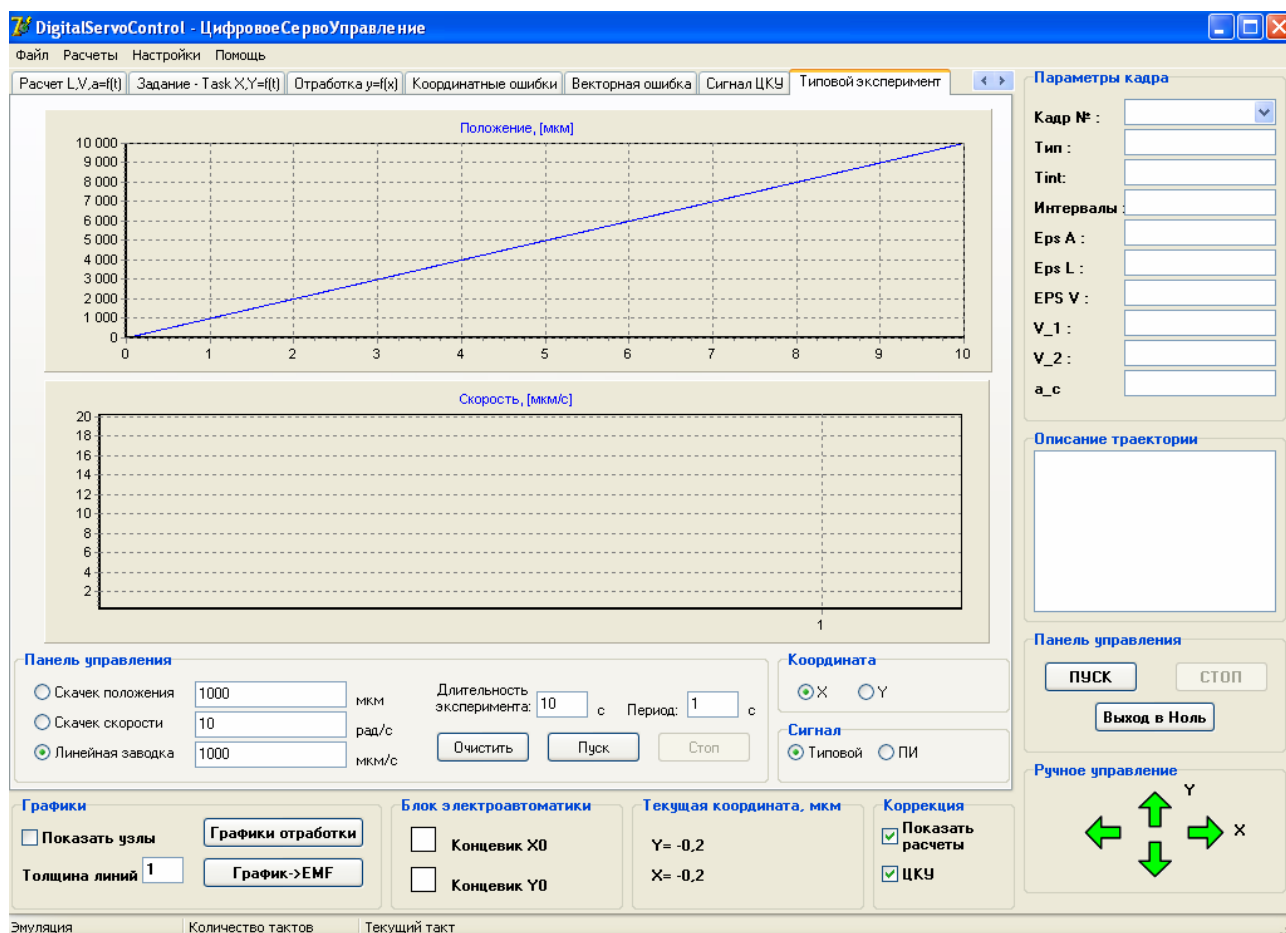 DigitalServoControl - ЦифровоеСервоУправление
Файл Расчеты Настройки Помощь
Расчет L,V,a=f(t) Задание - Task X,Y=f(t) Отработка y=f(x) Координатные ошибки Векторная ошибка Сигнал ЦКУ Типовой эксперимент
Положение, [мкм]
10 000
9 000
8 000
7 000
6 000
5 000
4 000
3 000
2 000
1 000
0
0 1 2 3 4 5 6 7 8 9 10
Скорость, [мкм/с]
20
18
16
14
12
10
8
6
4
2
1
Панель управления
Скачек положения 1000 мкм
Скачек скорости 10 рад/с
Линейная заводка 1000 мкм/с
Длительность
эксперимента: 10 с Период: 1 с
Очистить Пуск Стоп
Координата
X Y
Сигнал
Типовой ПИ
Графики
Показать узлы Графики отработки
Толщина линий 1 График->EMF
Блок электроавтоматики
Концевик X0
Концевик Y0
Текущая координата, мкм
Y= -0,2
X= -0,2
Коррекция
Показать
расчеты
ЦКУ
Параметры кадра
Кадр № :
Тип :
Tint:
Интервалы :
Eps A :
Eps L :
EPS V :
V_1 :
V_2 :
a_c
Описание траектории
Панель управления
ПУСК СТОП
Выход в Ноль
Ручное управление
Y
X
Эмуляция Количество тактов Текущий такт